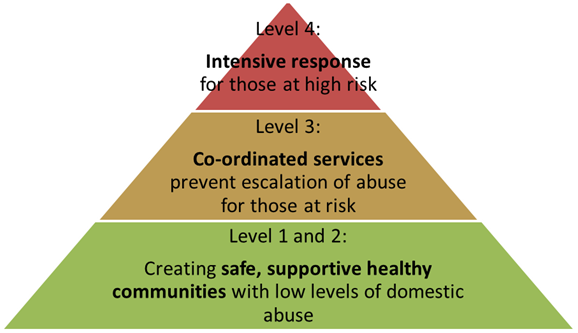 Level 4:
Intensive response
for those at high risk
Level 3:
Co-ordinated services
prevent escalation of abuse
for those at risk
Level 1 and 2:
Creating safe, supportive healthy
communities with low levels of domestic
abuse